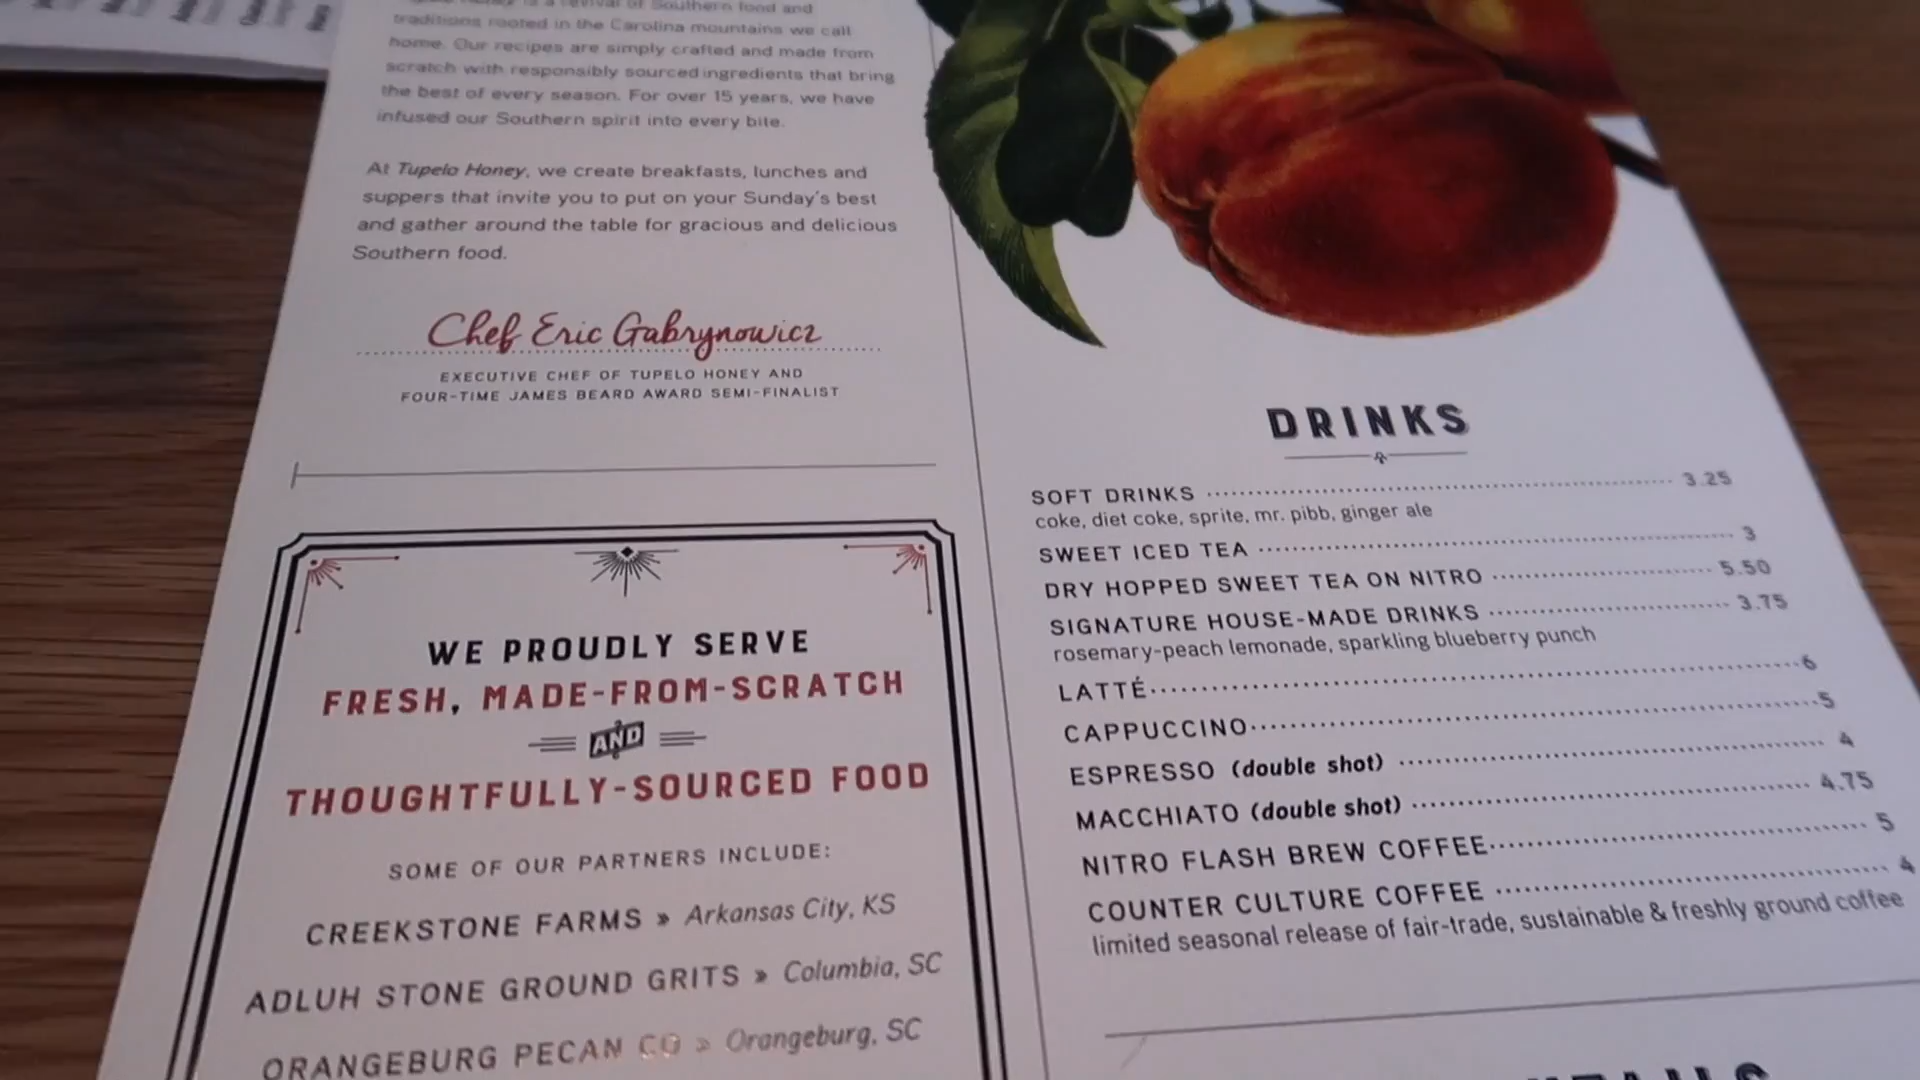 is a revival of Southern food and
traditions rooted in the Carolina mountains we call
home. Our recipes are simply crafted and made from
scratch with responsibly sourced ingredients that bring
the best of every season. For over 15 years, we have
infused our Southern spirit into every bite.
At Tupelo Honey, we create breakfasts, lunches and
suppers that invite you to put on your Sunday's best
and gather around the table for gracious and delicious
Southern food.
Chef Eric Gabrynowicz
EXECUTIVE CHEF OF TUPELO HONEY AND
FOUR-TIME JAMES BEARD AWARD SEMI-FINALIST
WE PROUDLY SERVE
FRESH, MADE-FROM-SCRATCH
AND
THOUGHTFULLY-SOURCED FOOD
SOME OF OUR PARTNERS INCLUDE:
CREEKSTONE FARMS » Arkansas City, KS
ADLUH STONE GROUND GRITS » Columbia, SC
ORANGEBURG PECAN CO » Orangeburg, SC
DRINKS
SOFT DRINKS 3.25
coke, diet coke, sprite, mr. pibb, ginger ale
SWEET ICED TEA 3
DRY HOPPED SWEET TEA ON NITRO 5.50
SIGNATURE HOUSE-MADE DRINKS 3.75
rosemary-peach lemonade, sparkling blueberry punch
LATTÉ 6
CAPPUCCINO 5
ESPRESSO (double shot) 4
MACCHIATO (double shot) 4.75
NITRO FLASH BREW COFFEE 5
COUNTER CULTURE COFFEE 4
limited seasonal release of fair-trade, sustainable & freshly ground coffee